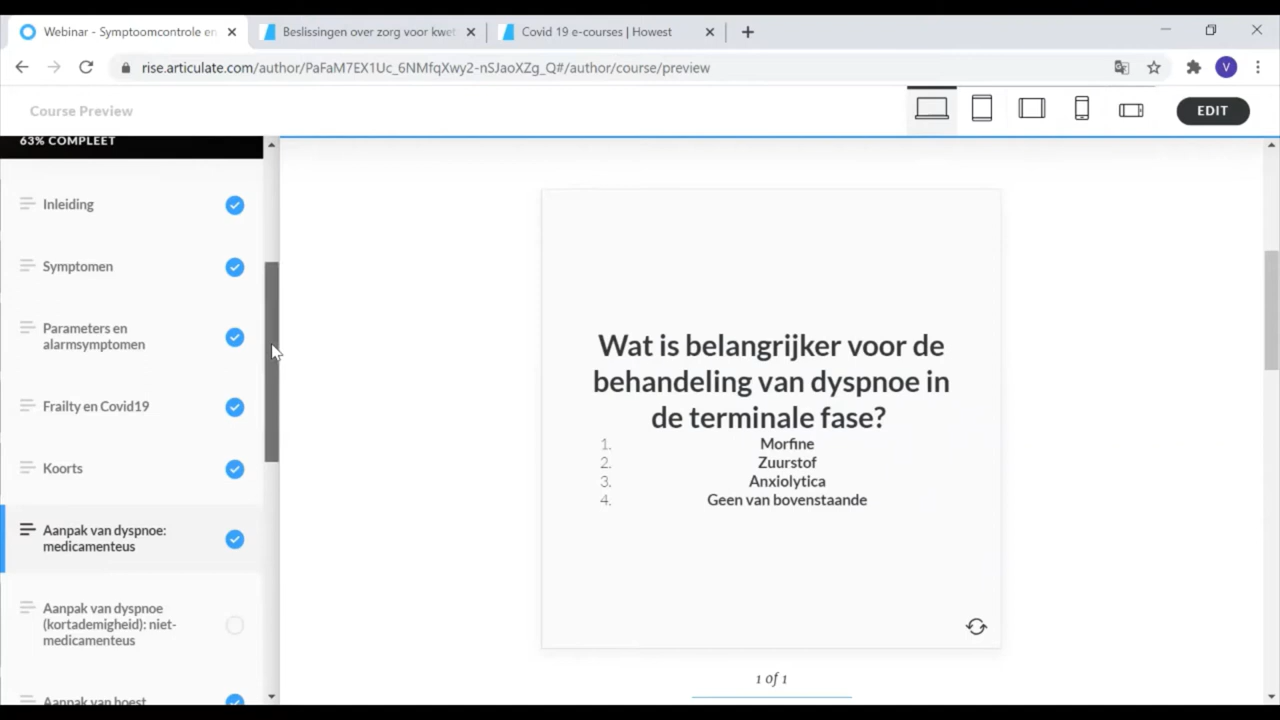 Webinar - Symptoomcontrole en
Beslissingen over zorg voor kwet
Covid 19 e-courses | Howest
rise.articulate.com/author/PaFaM7EX1Uc_6NMfqXwy2-nSJaoXZg_Q#/author/course/preview
V
Course Preview
EDIT
63% COMPLEET
Inleiding
Symptomen
Parameters en
alarmsymptomen
Frailty en Covid19
Koorts
Aanpak van dyspnoe:
medicamenteus
Aanpak van dyspnoe
(kortademigheid): niet-
medicamenteus
Aanpak van hoest
Wat is belangrijker voor de
behandeling van dyspnoe in
de terminale fase?
1. Morfine
2. Zuurstof
3. Anxiolytica
4. Geen van bovenstaande
1 of 1